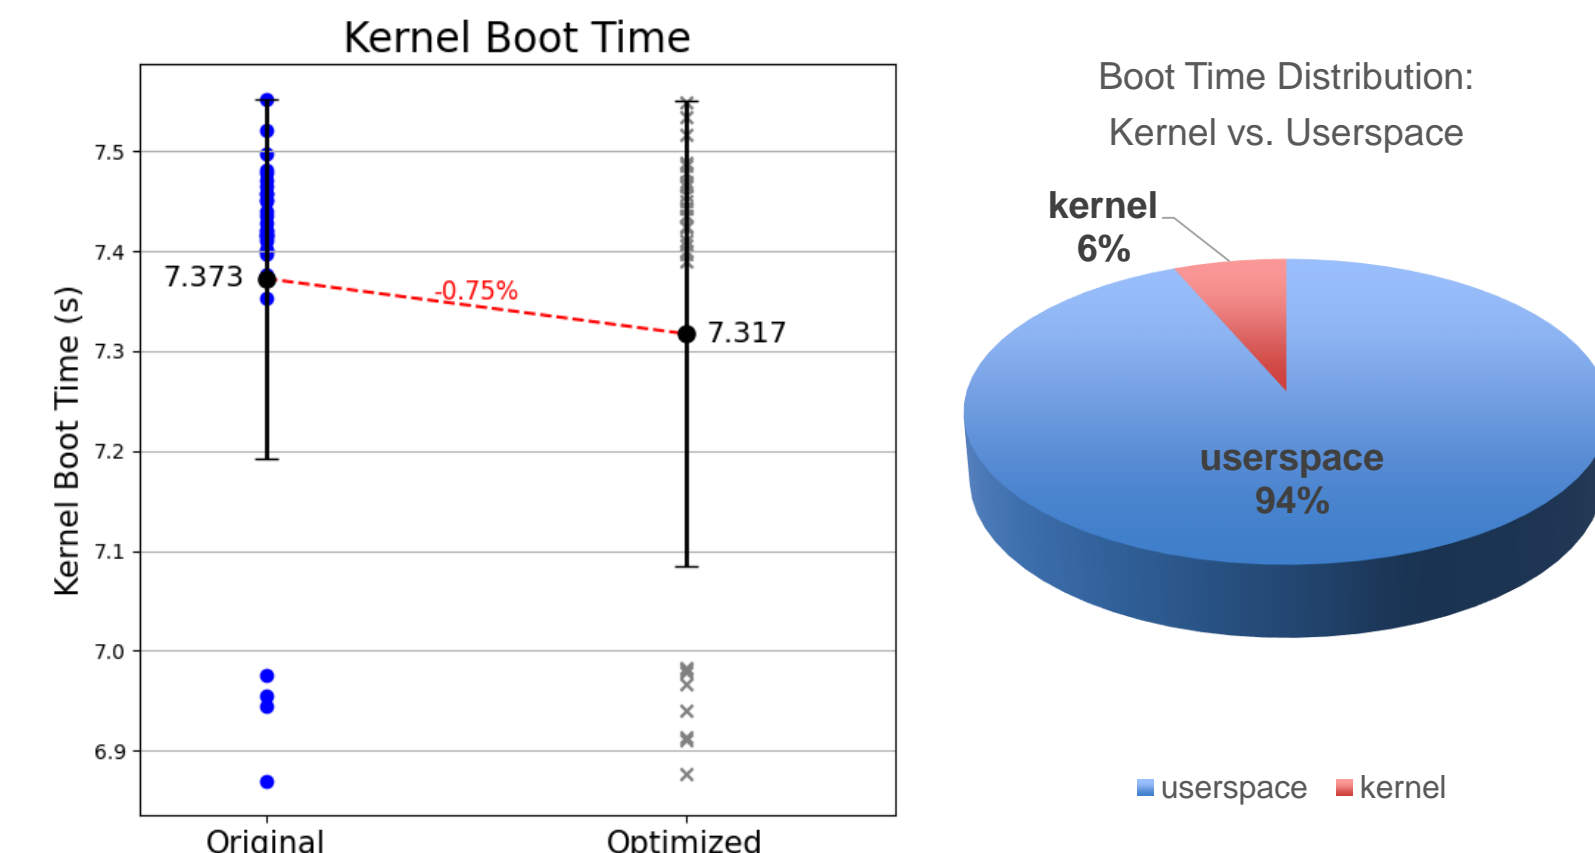 Kernel Boot Time
Kernel Boot Time (s)
7.5
7.4
7.3
7.2
7.1
7.0
6.9
7.373
-0.75%
7.317
Original
Optimized
Boot Time Distribution:
Kernel vs. Userspace
kernel
6%
userspace
94%
userspace
kernel